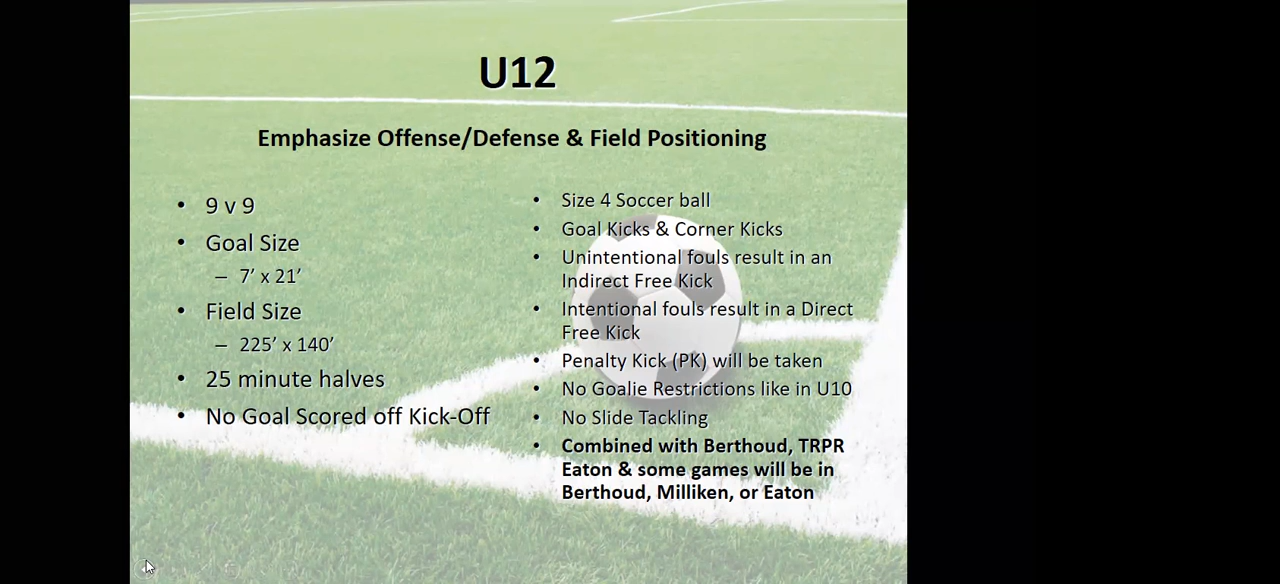 U12
Emphasize Offense/Defense & Field Positioning
• 9 v 9
• Goal Size
– 7’ x 21’
• Field Size
– 225’ x 140’
• 25 minute halves
• No Goal Scored off Kick-Off
• Size 4 Soccer ball
• Goal Kicks & Corner Kicks
• Unintentional fouls result in an
Indirect Free Kick
• Intentional fouls result in a Direct
Free Kick
• Penalty Kick (PK) will be taken
• No Goalie Restrictions like in U10
• No Slide Tackling
• Combined with Berthoud, TRPR
Eaton & some games will be in
Berthoud, Milliken, or Eaton